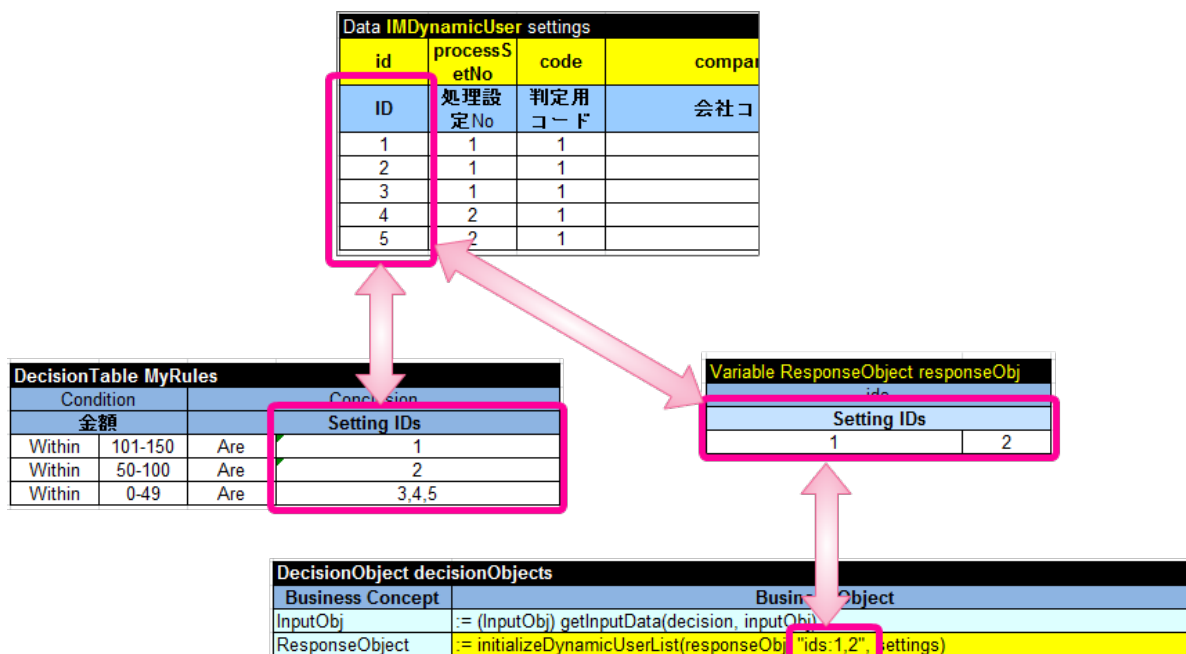 Data IMDynamicUser settings
id processSetNo code
ID 処理設定No 判定用コード 会社コ
1 1 1
2 1 1
3 1 1
4 2 1
5 2 1
DecisionTable MyRules
Condition Conclusion
金額 Setting IDs
Within 101-150 Are 1
Within 50-100 Are 2
Within 0-49 Are 3,4,5
Variable ResponseObject responseObj
ids
Setting IDs
1 2
DecisionObject decisionObjects
Business Concept Business Object
InputObj := (InputObj) getInputData(decision, inputObj)
ResponseObject := initializeDynamicUserList(responseObj, "ids:1,2", settings)